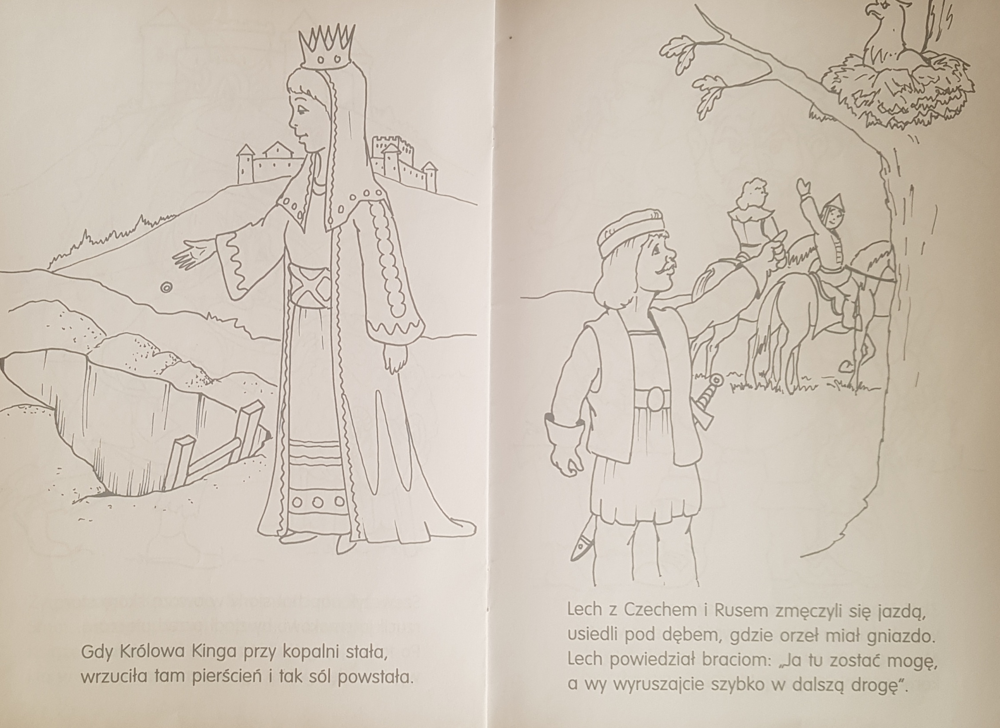 Gdy Królowa Kinga przy kopalni stała,
wrzuciła tam pierścień i tak sól powstała.
Lech z Czechem i Rusem zmęczyli się jazdą,
usiedli pod dębem, gdzie orzeł miał gniazdo.
Lech powiedział braciom: „Ja tu zostać mogę,
a wy wyruszajcie szybko w dalszą drogę“.